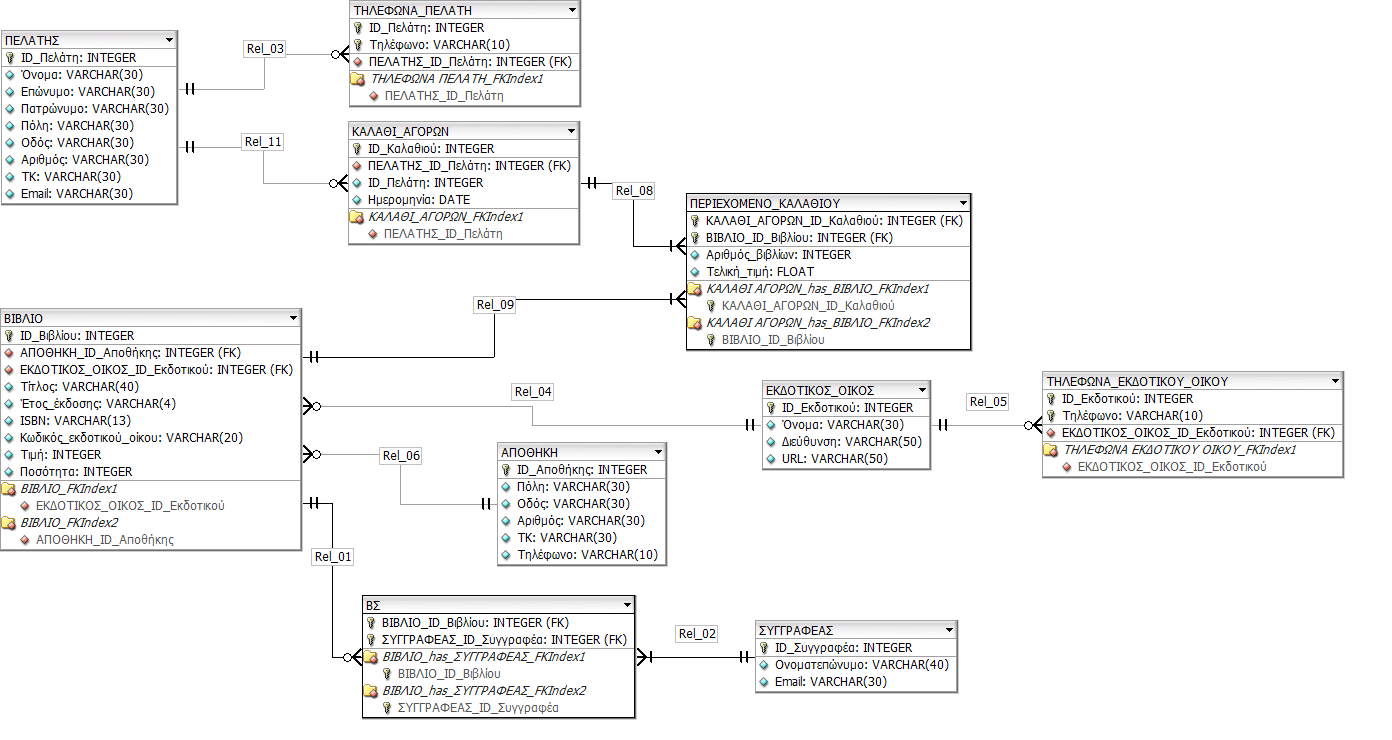 ΤΗΛΕΦΩΝΑ_ΠΕΛΑΤΗ
ID_Πελάτη: INTEGER
Τηλέφωνο: VARCHAR(10)
ΠΕΛΑΤΗΣ_ID_Πελάτη: INTEGER (FK)
ΤΗΛΕΦΩΝΑ ΠΕΛΑΤΗ_FKIndex1
ΠΕΛΑΤΗΣ_ID_Πελάτη
ΠΕΛΑΤΗΣ
ID_Πελάτη: INTEGER
Όνομα: VARCHAR(30)
Επώνυμο: VARCHAR(30)
Πατρώνυμο: VARCHAR(30)
Πόλη: VARCHAR(30)
Οδός: VARCHAR(30)
Αριθμός: VARCHAR(30)
ΤΚ: VARCHAR(30)
Email: VARCHAR(30)
Rel_03
Rel_11
ΚΑΛΑΘΙ_ΑΓΟΡΩΝ
ID_Καλαθιού: INTEGER
ΠΕΛΑΤΗΣ_ID_Πελάτη: INTEGER (FK)
ID_Πελάτη: INTEGER
Ημερομηνία: DATE
ΚΑΛΑΘΙ_ΑΓΟΡΩΝ_FKIndex1
ΠΕΛΑΤΗΣ_ID_Πελάτη
Rel_08
ΠΕΡΙΕΧΟΜΕΝΟ_ΚΑΛΑΘΙΟΥ
ΚΑΛΑΘΙ_ΑΓΟΡΩΝ_ID_Καλαθιού: INTEGER (FK)
ΒΙΒΛΙΟ_ID_Βιβλίου: INTEGER (FK)
Αριθμός_βιβλίων: INTEGER
Τελική_τιμή: FLOAT
ΚΑΛΑΘΙ ΑΓΟΡΩΝ_has_ΒΙΒΛΙΟ_FKIndex1
ΚΑΛΑΘΙ_ΑΓΟΡΩΝ_ID_Καλαθιού
ΚΑΛΑΘΙ ΑΓΟΡΩΝ_has_ΒΙΒΛΙΟ_FKIndex2
ΒΙΒΛΙΟ_ID_Βιβλίου
Rel_09
ΒΙΒΛΙΟ
ID_Βιβλίου: INTEGER
ΑΠΟΘΗΚΗ_ID_Αποθήκης: INTEGER (FK)
ΕΚΔΟΤΙΚΟΣ_ΟΙΚΟΣ_ID_Εκδοτικού: INTEGER (FK)
Τίτλος: VARCHAR(40)
Έτος_έκδοσης: VARCHAR(4)
ISBN: VARCHAR(13)
Κωδικός_εκδοτικού_οίκου: VARCHAR(20)
Τιμή: INTEGER
Ποσότητα: INTEGER
ΒΙΒΛΙΟ_FKIndex1
ΕΚΔΟΤΙΚΟΣ_ΟΙΚΟΣ_ID_Εκδοτικού
ΒΙΒΛΙΟ_FKIndex2
ΑΠΟΘΗΚΗ_ID_Αποθήκης
Rel_04
ΕΚΔΟΤΙΚΟΣ_ΟΙΚΟΣ
ID_Εκδοτικού: INTEGER
Όνομα: VARCHAR(30)
Διεύθυνση: VARCHAR(50)
URL: VARCHAR(50)
Rel_05
ΤΗΛΕΦΩΝΑ_ΕΚΔΟΤΙΚΟΥ_ΟΙΚΟΥ
ID_Εκδοτικού: INTEGER
Τηλέφωνο: VARCHAR(10)
ΕΚΔΟΤΙΚΟΣ_ΟΙΚΟΣ_ID_Εκδοτικού: INTEGER (FK)
ΤΗΛΕΦΩΝΑ ΕΚΔΟΤΙΚΟΥ ΟΙΚΟΥ_FKIndex1
ΕΚΔΟΤΙΚΟΣ_ΟΙΚΟΣ_ID_Εκδοτικού
Rel_06
ΑΠΟΘΗΚΗ
ID_Αποθήκης: INTEGER
Πόλη: VARCHAR(30)
Οδός: VARCHAR(30)
Αριθμός: VARCHAR(30)
ΤΚ: VARCHAR(30)
Τηλέφωνο: VARCHAR(10)
Rel_01
ΒΣ
ΒΙΒΛΙΟ_ID_Βιβλίου: INTEGER (FK)
ΣΥΓΓΡΑΦΕΑΣ_ID_Συγγραφέα: INTEGER (FK)
ΒΙΒΛΙΟ_has_ΣΥΓΓΡΑΦΕΑΣ_FKIndex1
ΒΙΒΛΙΟ_ID_Βιβλίου
ΒΙΒΛΙΟ_has_ΣΥΓΓΡΑΦΕΑΣ_FKIndex2
ΣΥΓΓΡΑΦΕΑΣ_ID_Συγγραφέα
Rel_02
ΣΥΓΓΡΑΦΕΑΣ
ID_Συγγραφέα: INTEGER
Ονοματεπώνυμο: VARCHAR(40)
Email: VARCHAR(30)